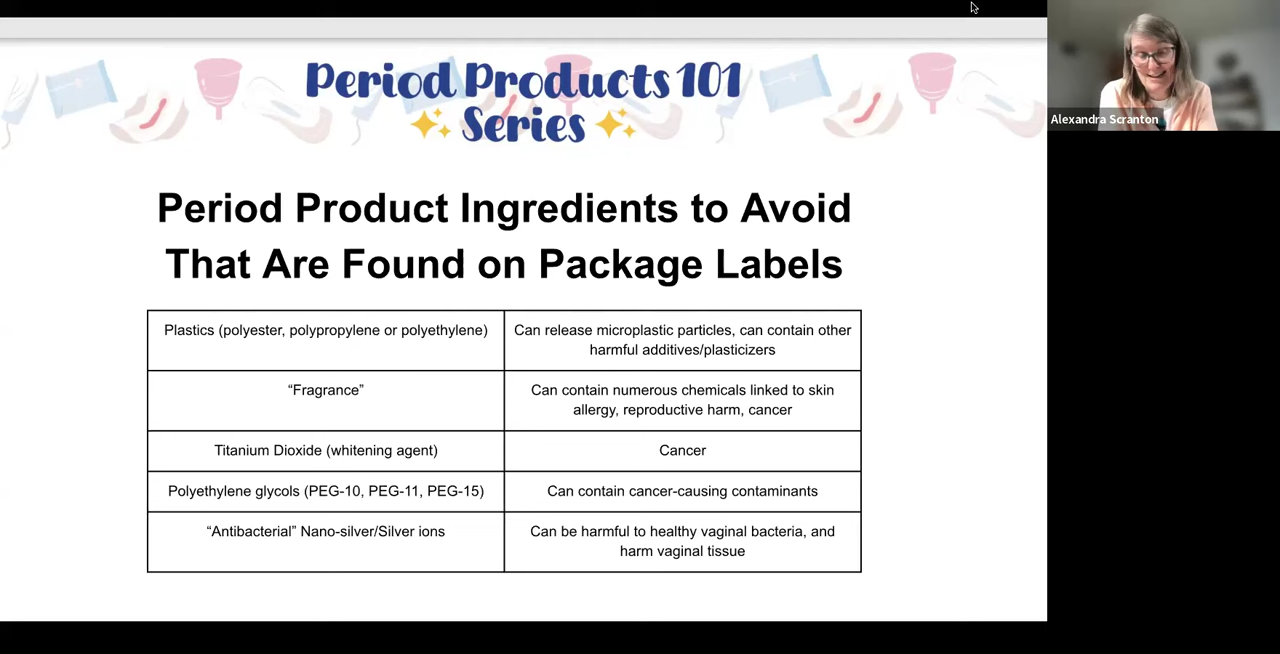 Period Products 101
Series
Alexandra Scranton
Period Product Ingredients to Avoid
That Are Found on Package Labels
Plastics (polyester, polypropylene or polyethylene)
Can release microplastic particles, can contain other
harmful additives/plasticizers
“Fragrance”
Can contain numerous chemicals linked to skin
allergy, reproductive harm, cancer
Titanium Dioxide (whitening agent)
Cancer
Polyethylene glycols (PEG-10, PEG-11, PEG-15)
Can contain cancer-causing contaminants
“Antibacterial” Nano-silver/Silver ions
Can be harmful to healthy vaginal bacteria, and
harm vaginal tissue